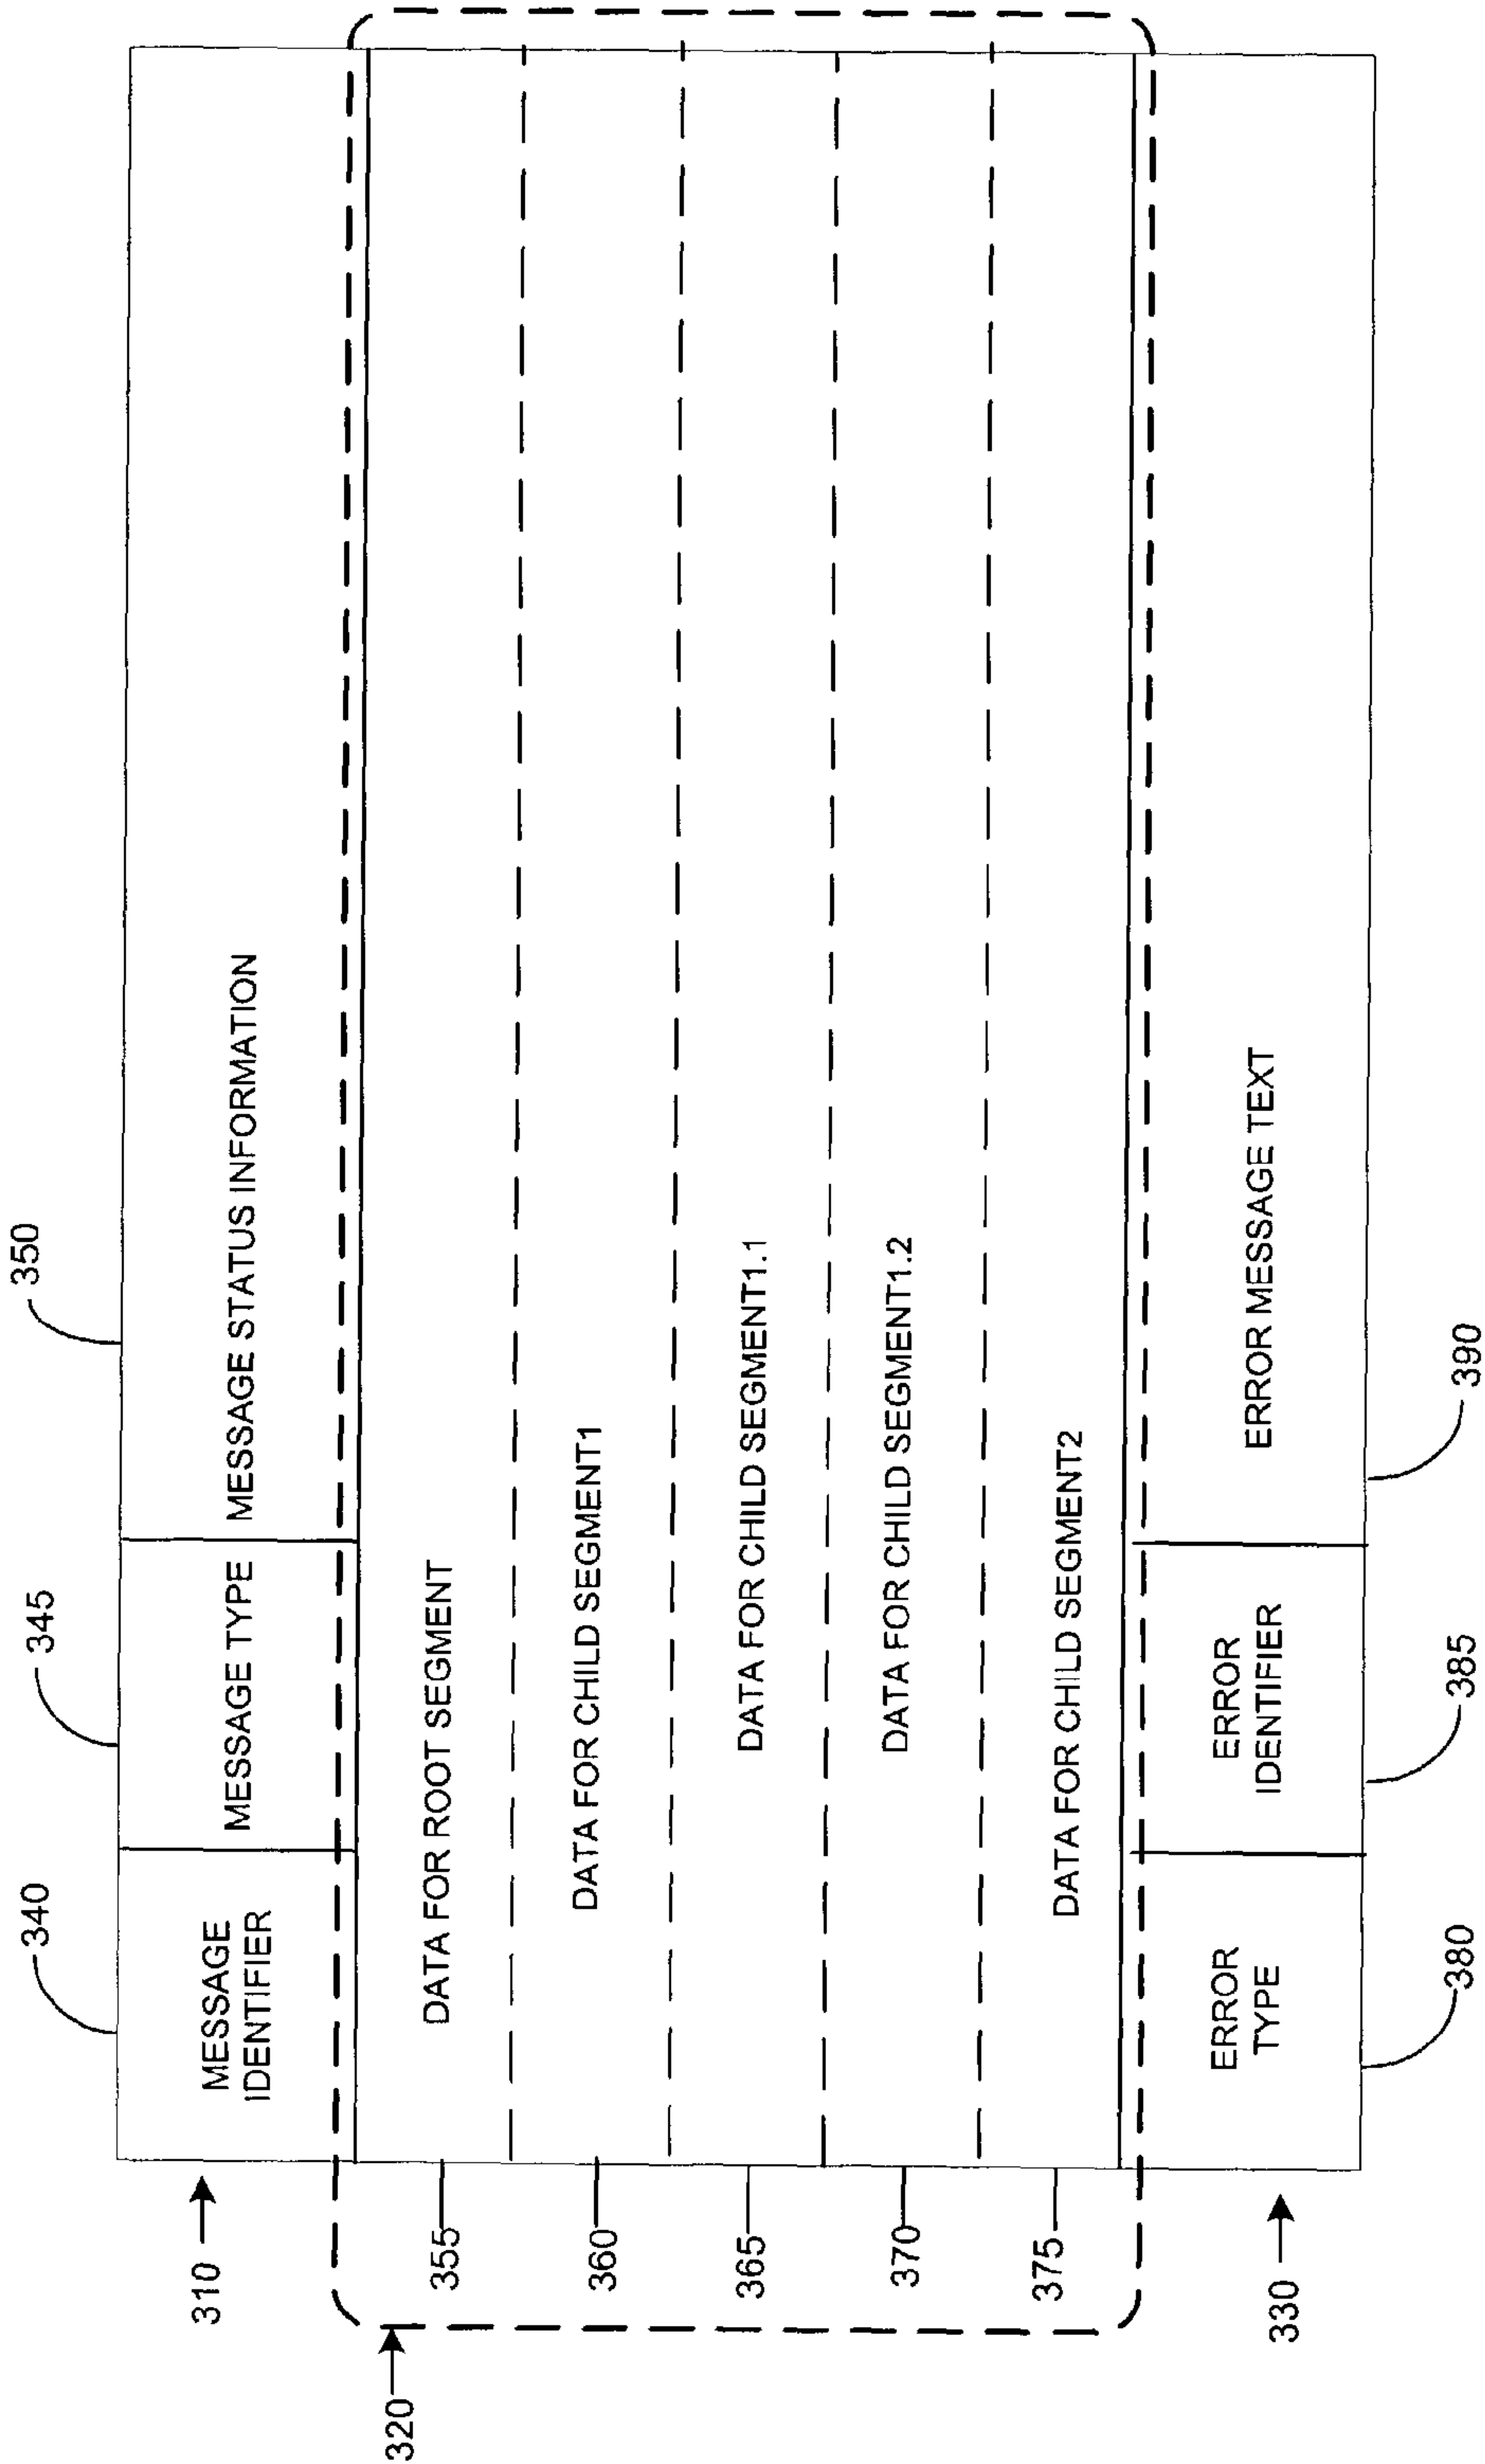 340
345
350
310
MESSAGE
IDENTIFIER
MESSAGE TYPE
MESSAGE STATUS INFORMATION
320
355
DATA FOR ROOT SEGMENT
360
DATA FOR CHILD SEGMENT1
365
DATA FOR CHILD SEGMENT1.1
370
DATA FOR CHILD SEGMENT1.2
375
DATA FOR CHILD SEGMENT2
330
ERROR
TYPE
ERROR
IDENTIFIER
ERROR MESSAGE TEXT
380
385
390